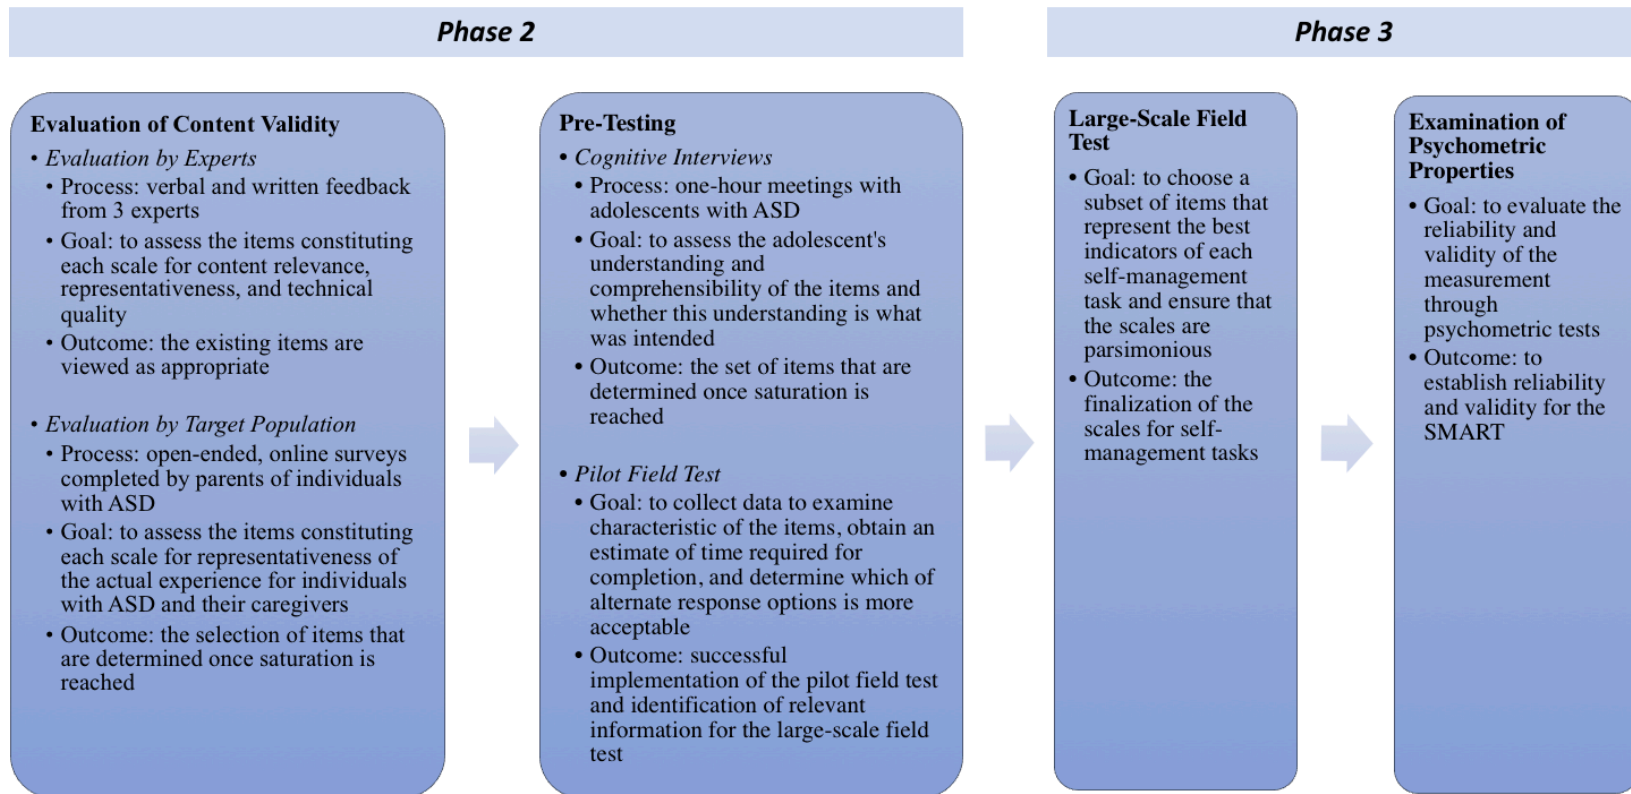 Phase 2
Evaluation of Content Validity
• Evaluation by Experts
• Process: verbal and written feedback
from 3 experts
• Goal: to assess the items constituting
each scale for content relevance,
representativeness, and technical
quality
• Outcome: the existing items are
viewed as appropriate
• Evaluation by Target Population
• Process: open-ended, online surveys
completed by parents of individuals
with ASD
• Goal: to assess the items constituting
each scale for representativeness of
the actual experience for individuals
with ASD and their caregivers
• Outcome: the selection of items that
are determined once saturation is
reached
Pre-Testing
• Cognitive Interviews
• Process: one-hour meetings with
adolescents with ASD
• Goal: to assess the adolescent's
understanding and
comprehensibility of the items and
whether this understanding is what
was intended
• Outcome: the set of items that are
determined once saturation is
reached
• Pilot Field Test
• Goal: to collect data to examine
characteristic of the items, obtain an
estimate of time required for
completion, and determine which of
alternate response options is more
acceptable
• Outcome: successful
implementation of the pilot field test
and identification of relevant
information for the large-scale field
test
Phase 3
Large-Scale Field
Test
• Goal: to choose a
subset of items that
represent the best
indicators of each
self-management
task and ensure that
the scales are
parsimonious
• Outcome: the
finalization of the
scales for self-
management tasks
Examination of
Psychometric
Properties
• Goal: to evaluate the
reliability and
validity of the
measurement
through
psychometric tests
• Outcome: to
establish reliability
and validity for the
SMART